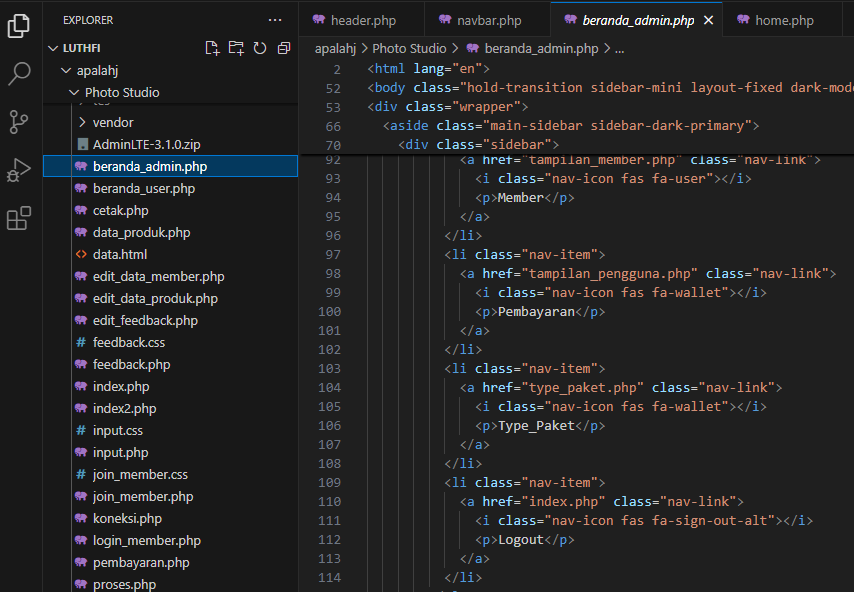 EXPLORER
LUTHFI
apalahj
Photo Studio
vendor
AdminLTE-3.1.0.zip
beranda_admin.php
beranda_user.php
cetak.php
data_produk.php
data.html
edit_data_member.php
edit_data_produk.php
edit_feedback.php
feedback.css
feedback.php
index.php
index2.php
input.css
input.php
join_member.css
join_member.php
koneksi.php
login_member.php
pembayaran.php
proses.php
header.php
navbar.php
beranda_admin.php
home.php
apalahj > Photo Studio > beranda_admin.php > ...
2 <html lang="en">
52 <body class="hold-transition sidebar-mini layout-fixed dark-mode
53 <div class="wrapper">
66 <aside class="main-sidebar sidebar-dark-primary">
70 <div class="sidebar">
92 <a href="tampilan_member.php" class="nav-link">
93 <i class="nav-icon fas fa-user"></i>
94 <p>Member</p>
95 </a>
96 </li>
97 <li class="nav-item">
98 <a href="tampilan_pengguna.php" class="nav-link">
99 <i class="nav-icon fas fa-wallet"></i>
100 <p>Pembayaran</p>
101 </a>
102 </li>
103 <li class="nav-item">
104 <a href="type_paket.php" class="nav-link">
105 <i class="nav-icon fas fa-wallet"></i>
106 <p>Type_Paket</p>
107 </a>
108 </li>
109 <li class="nav-item">
110 <a href="index.php" class="nav-link">
111 <i class="nav-icon fas fa-sign-out-alt"></i>
112 <p>Logout</p>
113 </a>
114 </li>